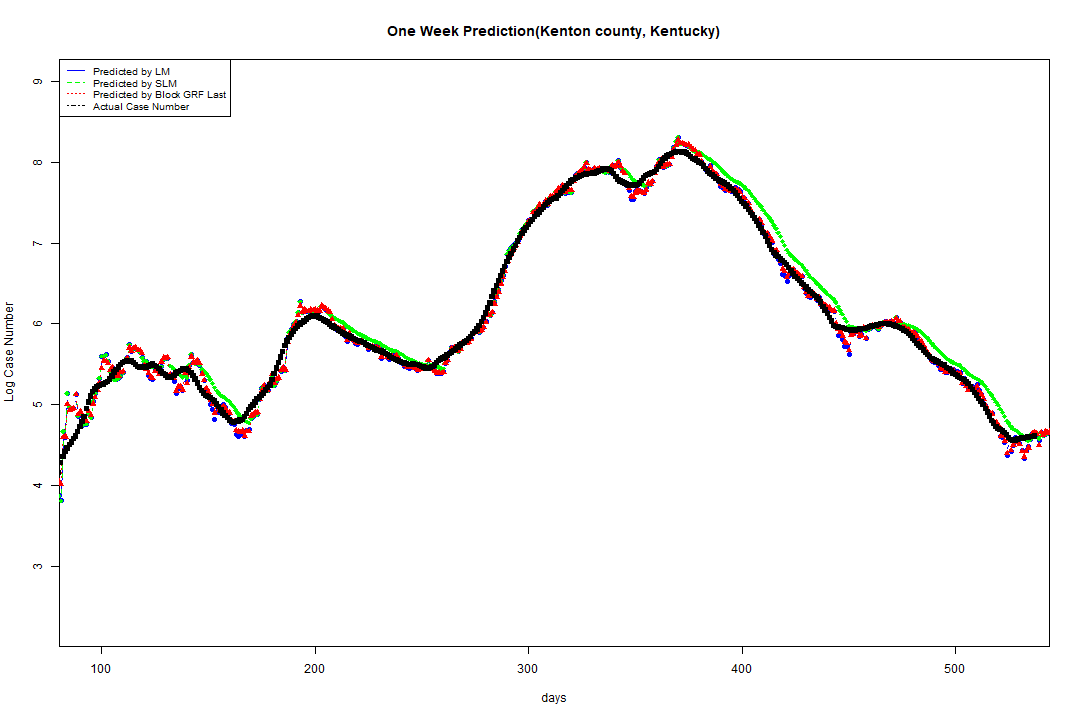 One Week Prediction(Kenton county, Kentucky)
Predicted by LM
Predicted by SLM
Predicted by Block GRF Last
Actual Case Number
9
8
7
6
5
4
3
Log Case Number
100 200 300 400 500
days